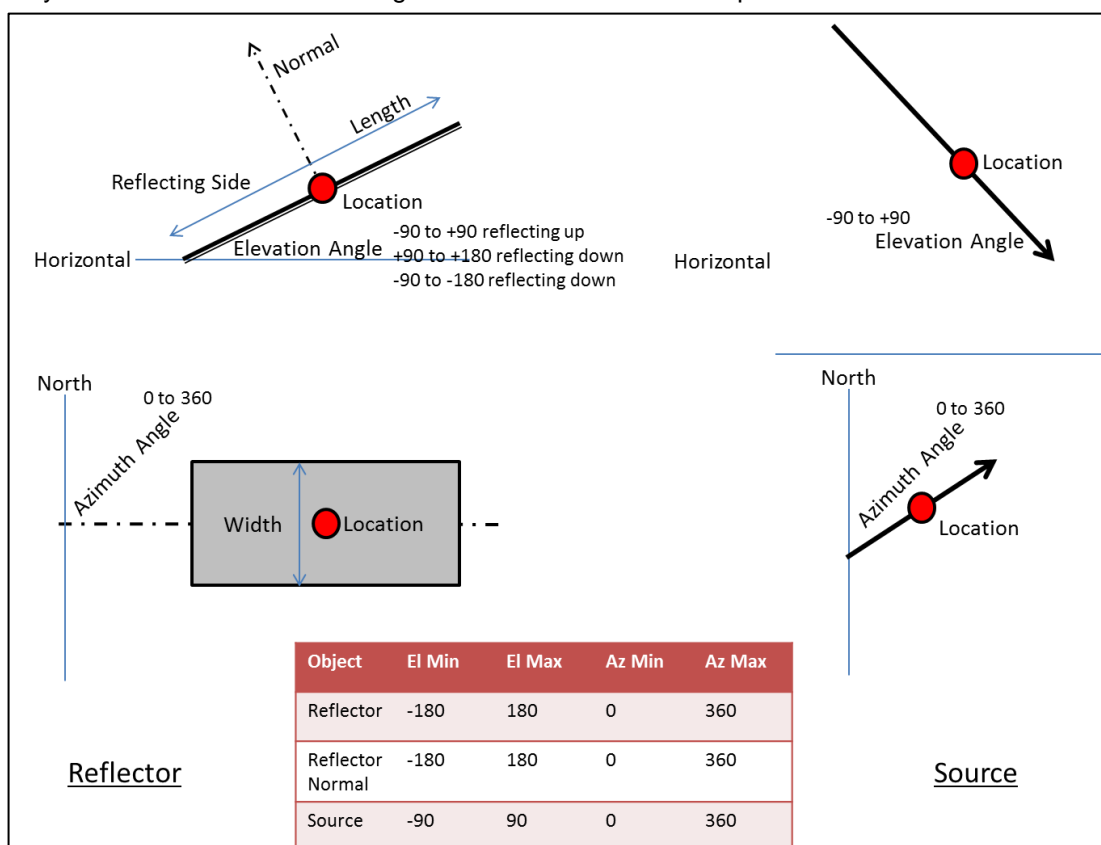 Normal
Length
Reflecting Side
Location
Elevation Angle
-90 to +90 reflecting up
+90 to +180 reflecting down
-90 to -180 reflecting down
Horizontal
Location
-90 to +90
Elevation Angle
Horizontal
North
0 to 360
Azimuth Angle
Width
Location
North
0 to 360
Azimuth Angle
Location
Object El Min El Max Az Min Az Max
Reflector -180 180 0 360
Reflector Normal -180 180 0 360
Source -90 90 0 360
Reflector
Source